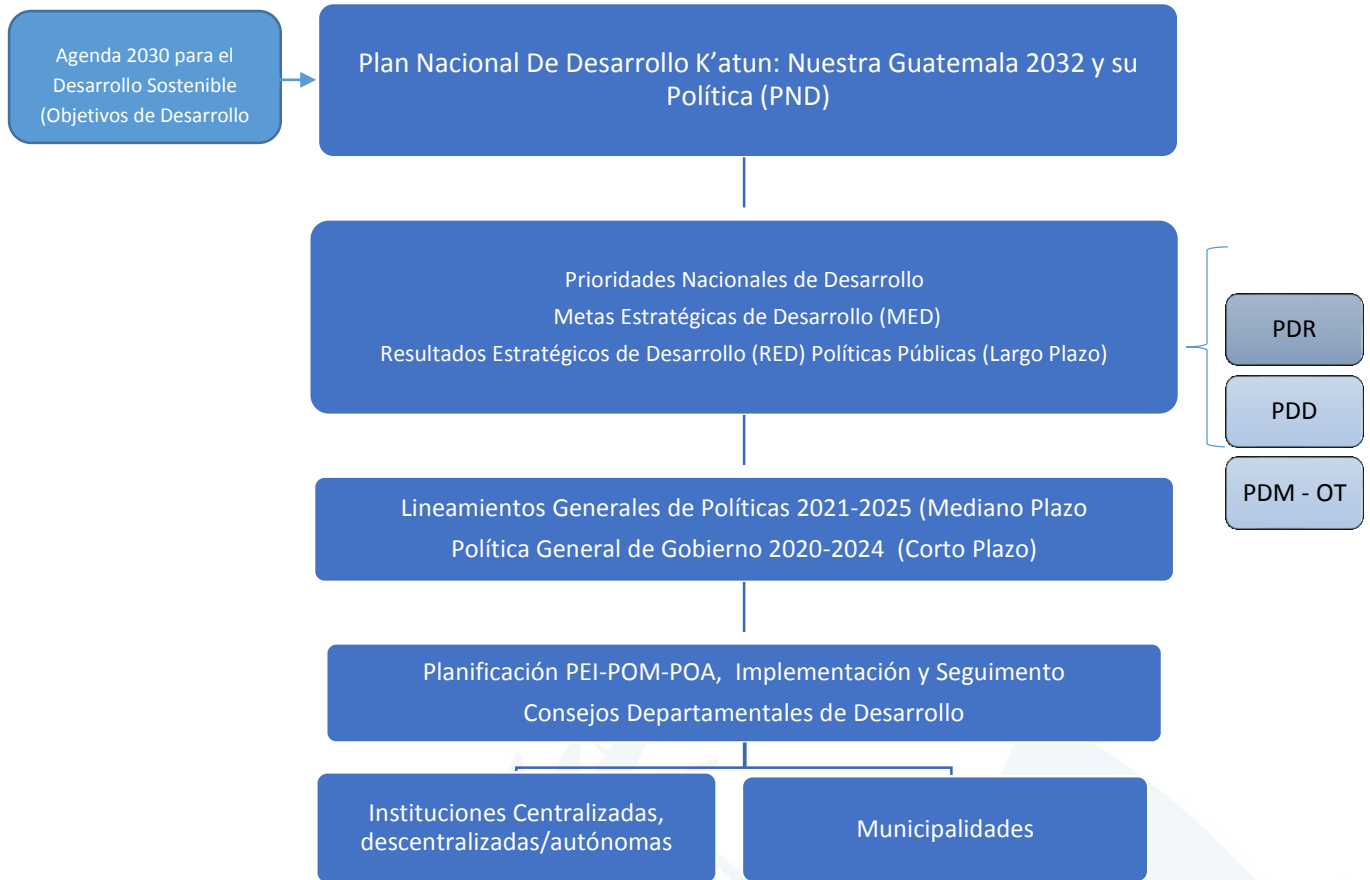 Agenda 2030 para el
Desarrollo Sostenible
(Objetivos de Desarrollo
Plan Nacional De Desarrollo K’atun: Nuestra Guatemala 2032 y su
Política (PND)
Prioridades Nacionales de Desarrollo
Metas Estratégicas de Desarrollo (MED)
Resultados Estratégicos de Desarrollo (RED) Políticas Públicas (Largo Plazo)
PDR
PDD
PDM - OT
Lineamientos Generales de Políticas 2021-2025 (Mediano Plazo
Política General de Gobierno 2020-2024 (Corto Plazo)
Planificación PEI-POM-POA, Implementación y Seguimento
Consejos Departamentales de Desarrollo
Instituciones Centralizadas,
descentralizadas/autónomas
Municipalidades